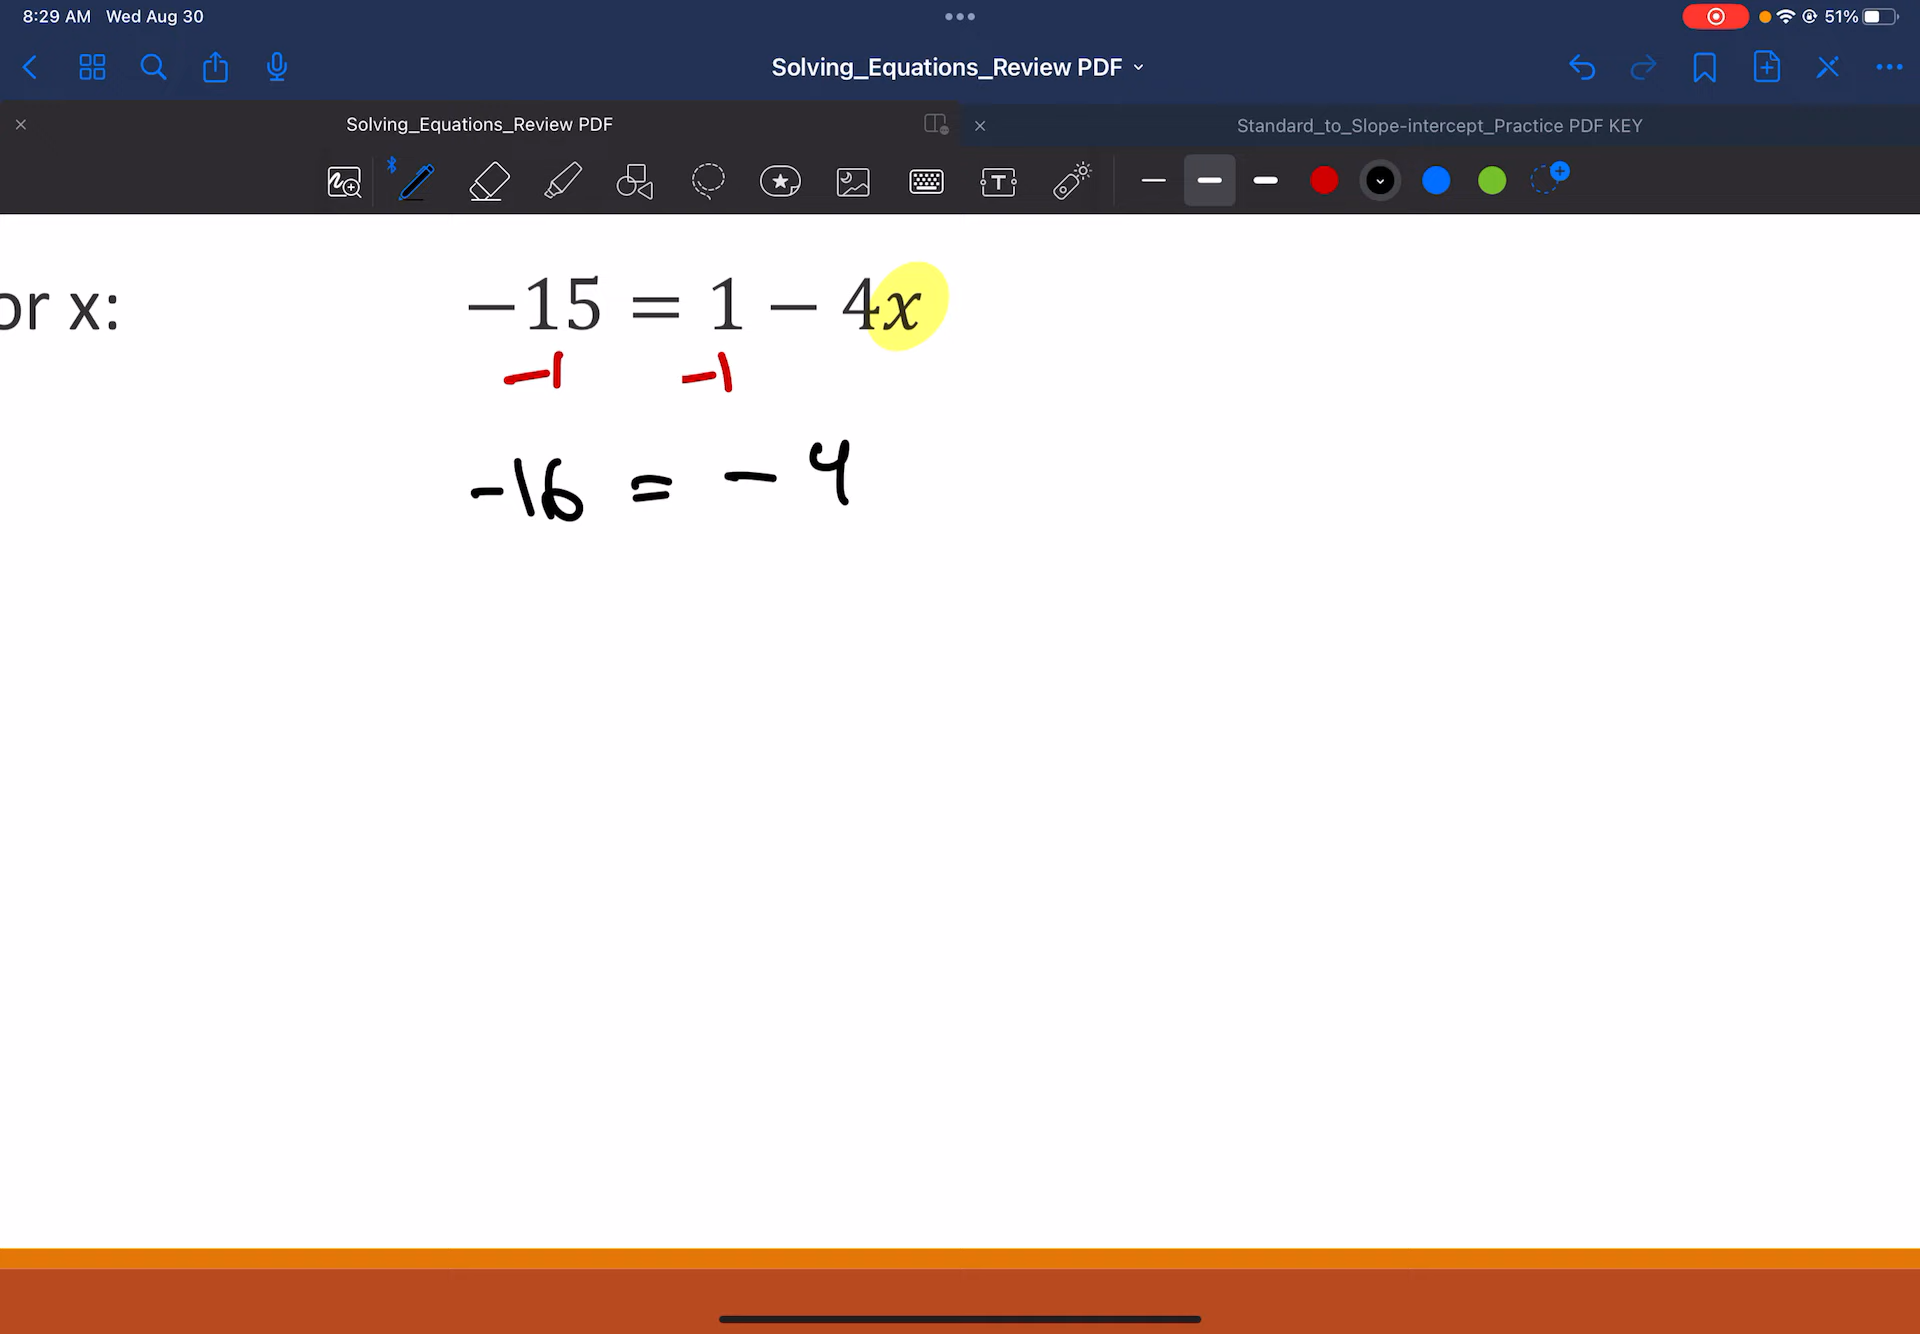 8:29 AM Wed Aug 30
51%
Solving_Equations_Review PDF
Solving_Equations_Review PDF
Standard_to_Slope-intercept_Practice PDF KEY
T
or x:
−15 = 1 − 4x
−1 −1
-16 = - 4